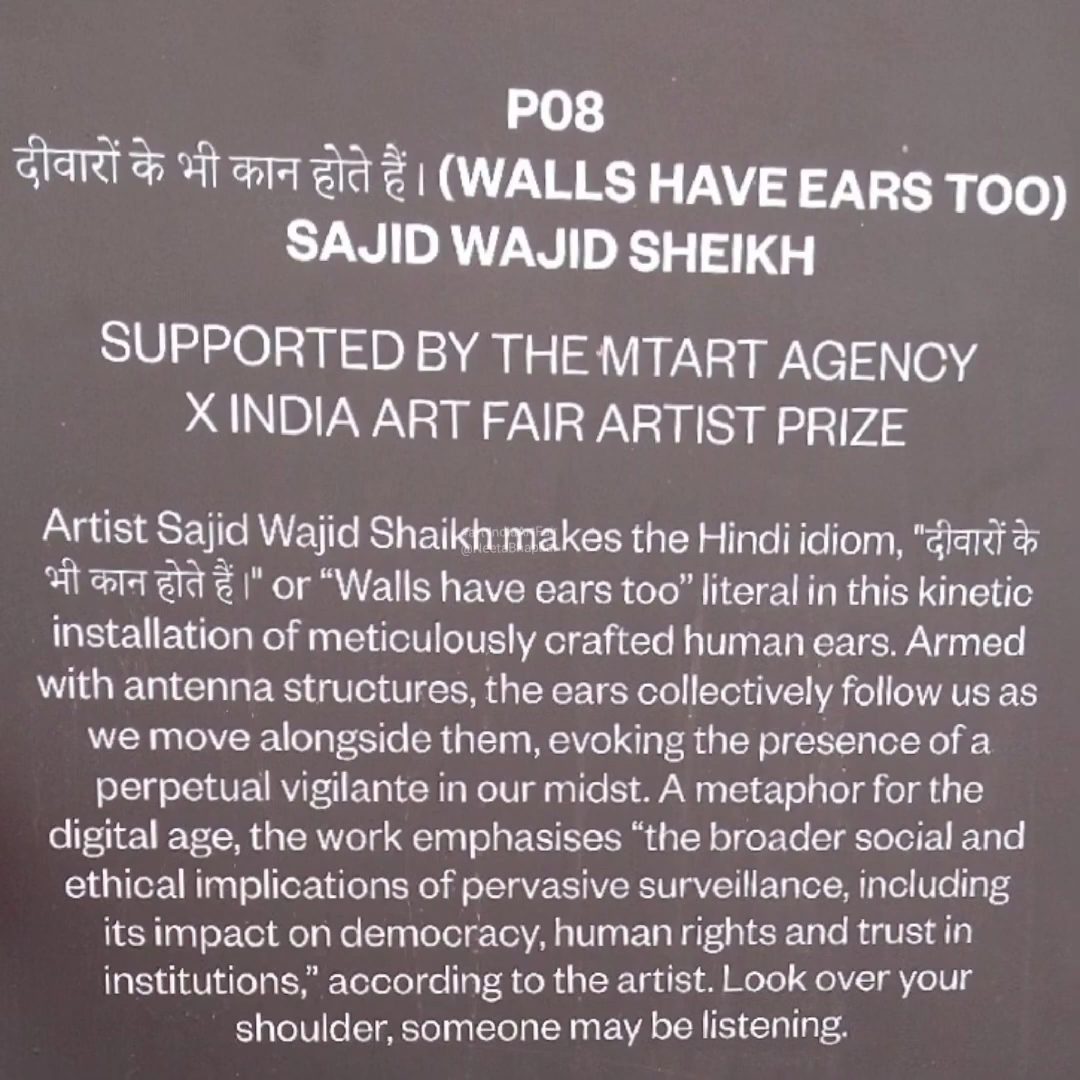 P08
दीवारों के भी कान होते हैं। (WALLS HAVE EARS TOO)
SAJID WAJID SHEIKH
SUPPORTED BY THE MTART AGENCY
X INDIA ART FAIR ARTIST PRIZE
Artist Sajid Wajid Shaikh makes the Hindi idiom, "दीवारों के
भी कान होते हैं।" or “Walls have ears too” literal in this kinetic
installation of meticulously crafted human ears. Armed
with antenna structures, the ears collectively follow us as
we move alongside them, evoking the presence of a
perpetual vigilante in our midst. A metaphor for the
digital age, the work emphasises “the broader social and
ethical implications of pervasive surveillance, including
its impact on democracy, human rights and trust in
institutions,” according to the artist. Look over your
shoulder, someone may be listening.